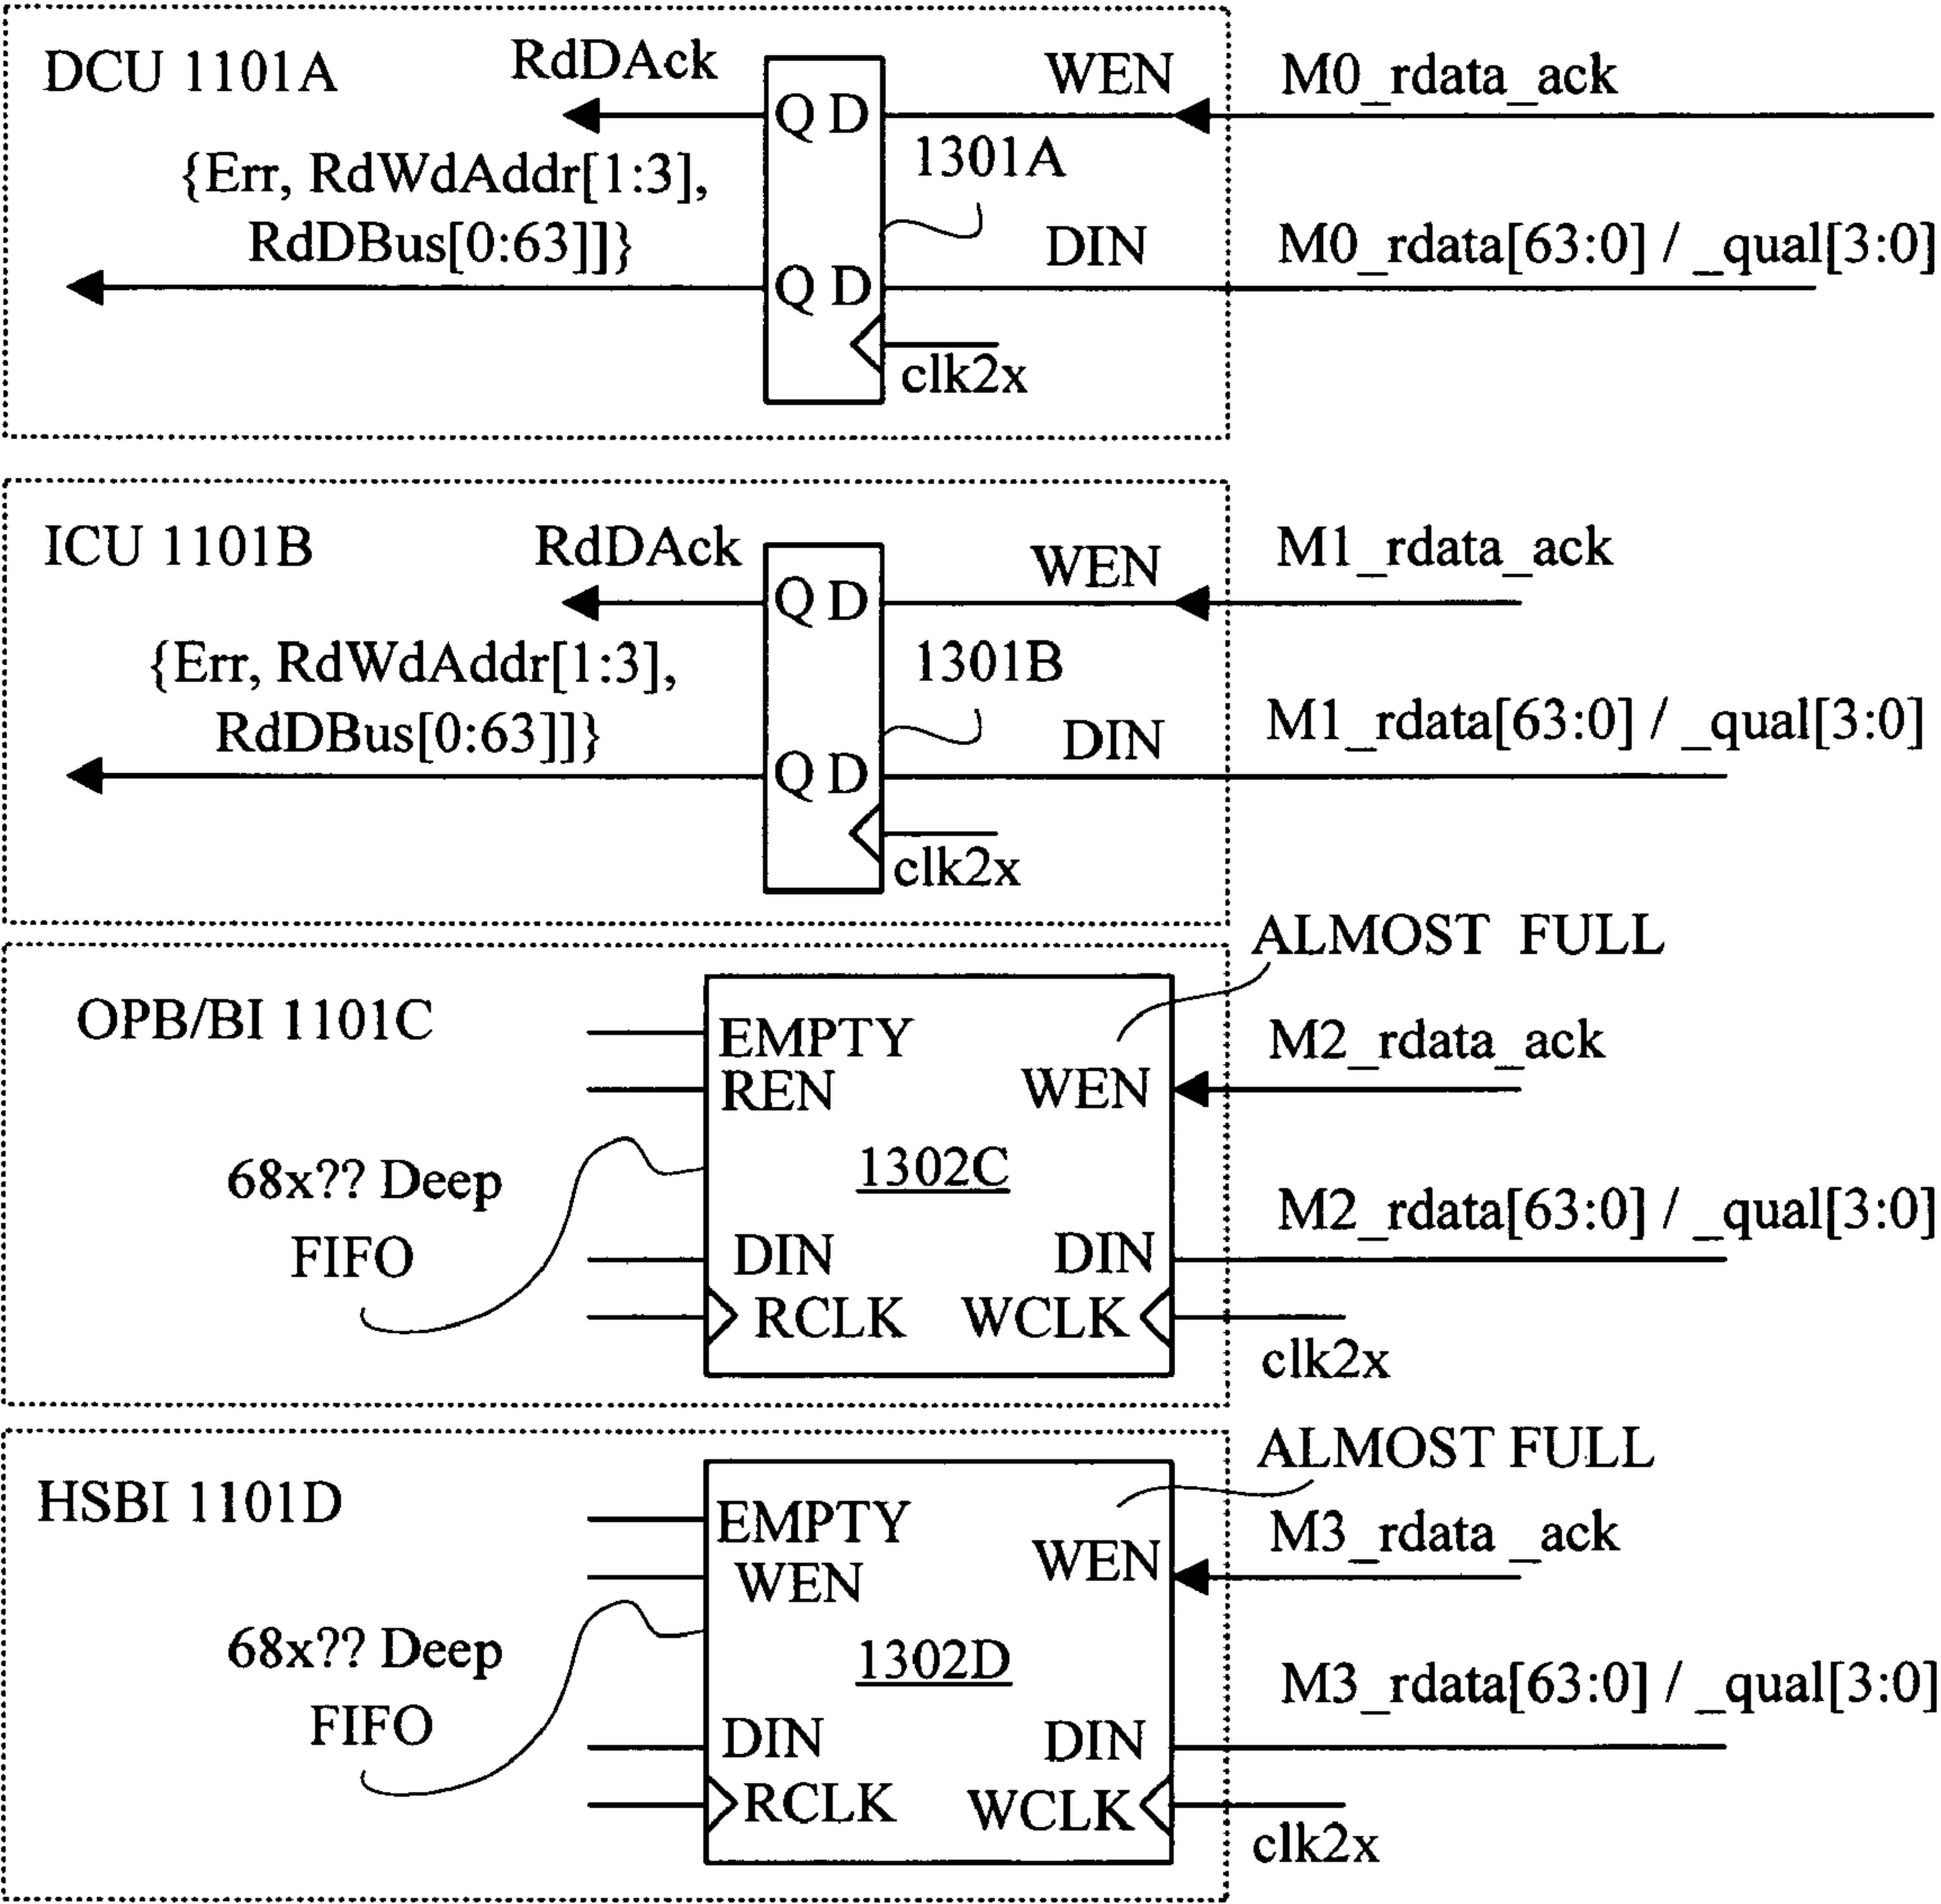 DCU 1101A
RdDAck
WEN
M0_rdata_ack
Q D
{Err, RdWdAddr[1:3],
RdDBus[0:63]]}
1301A
DIN
M0_rdata[63:0] / _qual[3:0]
Q D
clk2x
ICU 1101B
RdDAck
WEN
M1_rdata_ack
Q D
{Err, RdWdAddr[1:3],
RdDBus[0:63]]}
1301B
DIN
M1_rdata[63:0] / _qual[3:0]
Q D
clk2x
ALMOST FULL
OPB/BI 1101C
EMPTY
REN
WEN
M2_rdata_ack
68x?? Deep
FIFO
1302C
M2_rdata[63:0] / _qual[3:0]
DIN
DIN
RCLK
WCLK
clk2x
ALMOST FULL
HSBI 1101D
EMPTY
WEN
WEN
M3_rdata _ack
68x?? Deep
FIFO
1302D
M3_rdata[63:0] / _qual[3:0]
DIN
DIN
RCLK
WCLK
clk2x